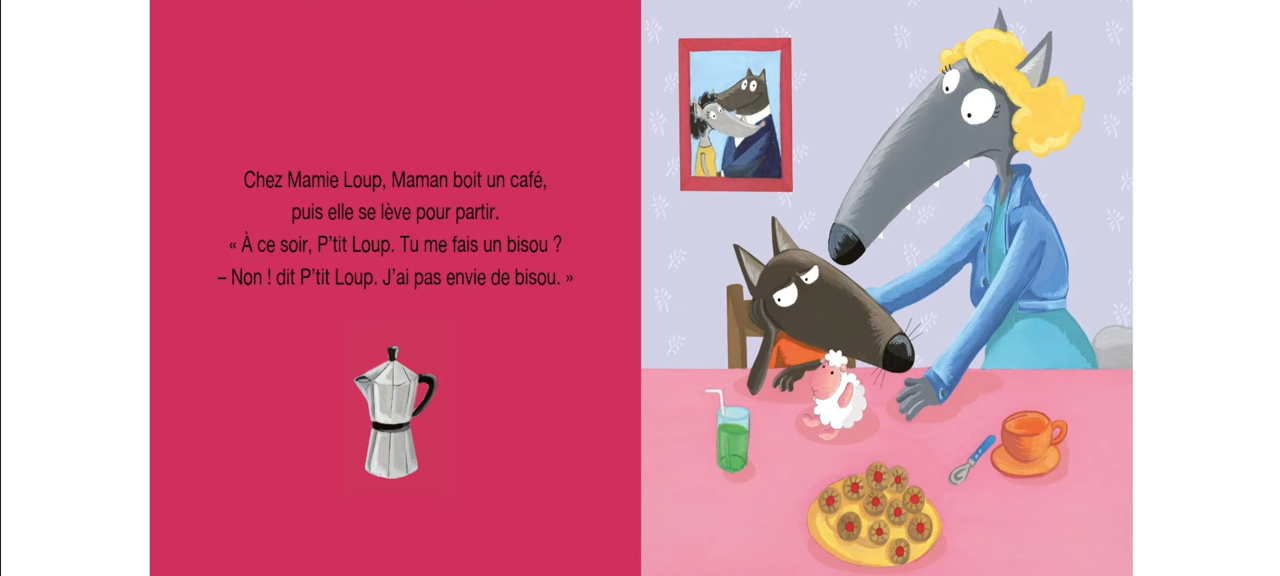 Chez Mamie Loup, Maman boit un café,
puis elle se lève pour partir.
« À ce soir, P'tit Loup. Tu me fais un bisou ?
– Non ! dit P'tit Loup. J'ai pas envie de bisou. »